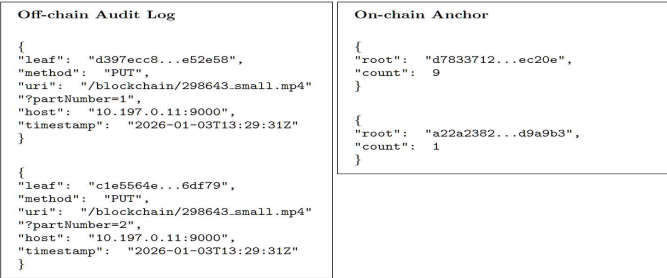 Off-chain Audit Log
{
"leaf": "d397ecc8...e52e58",
"method": "PUT",
"uri": "/blockchain/298643_small.mp4"
"?partNumber=1",
"host": "10.197.0.11:9000",
"timestamp": "2026-01-03T13:29:31Z"
}
{
"leaf": "c1e5564e...6df79",
"method": "PUT",
"uri": "/blockchain/298643_small.mp4"
"?partNumber=2",
"host": "10.197.0.11:9000",
"timestamp": "2026-01-03T13:29:31Z"
}
On-chain Anchor
{
"root": "d7833712...ec20e",
"count": 9
}
{
"root": "a22a2382...d9a9b3",
"count": 1
}